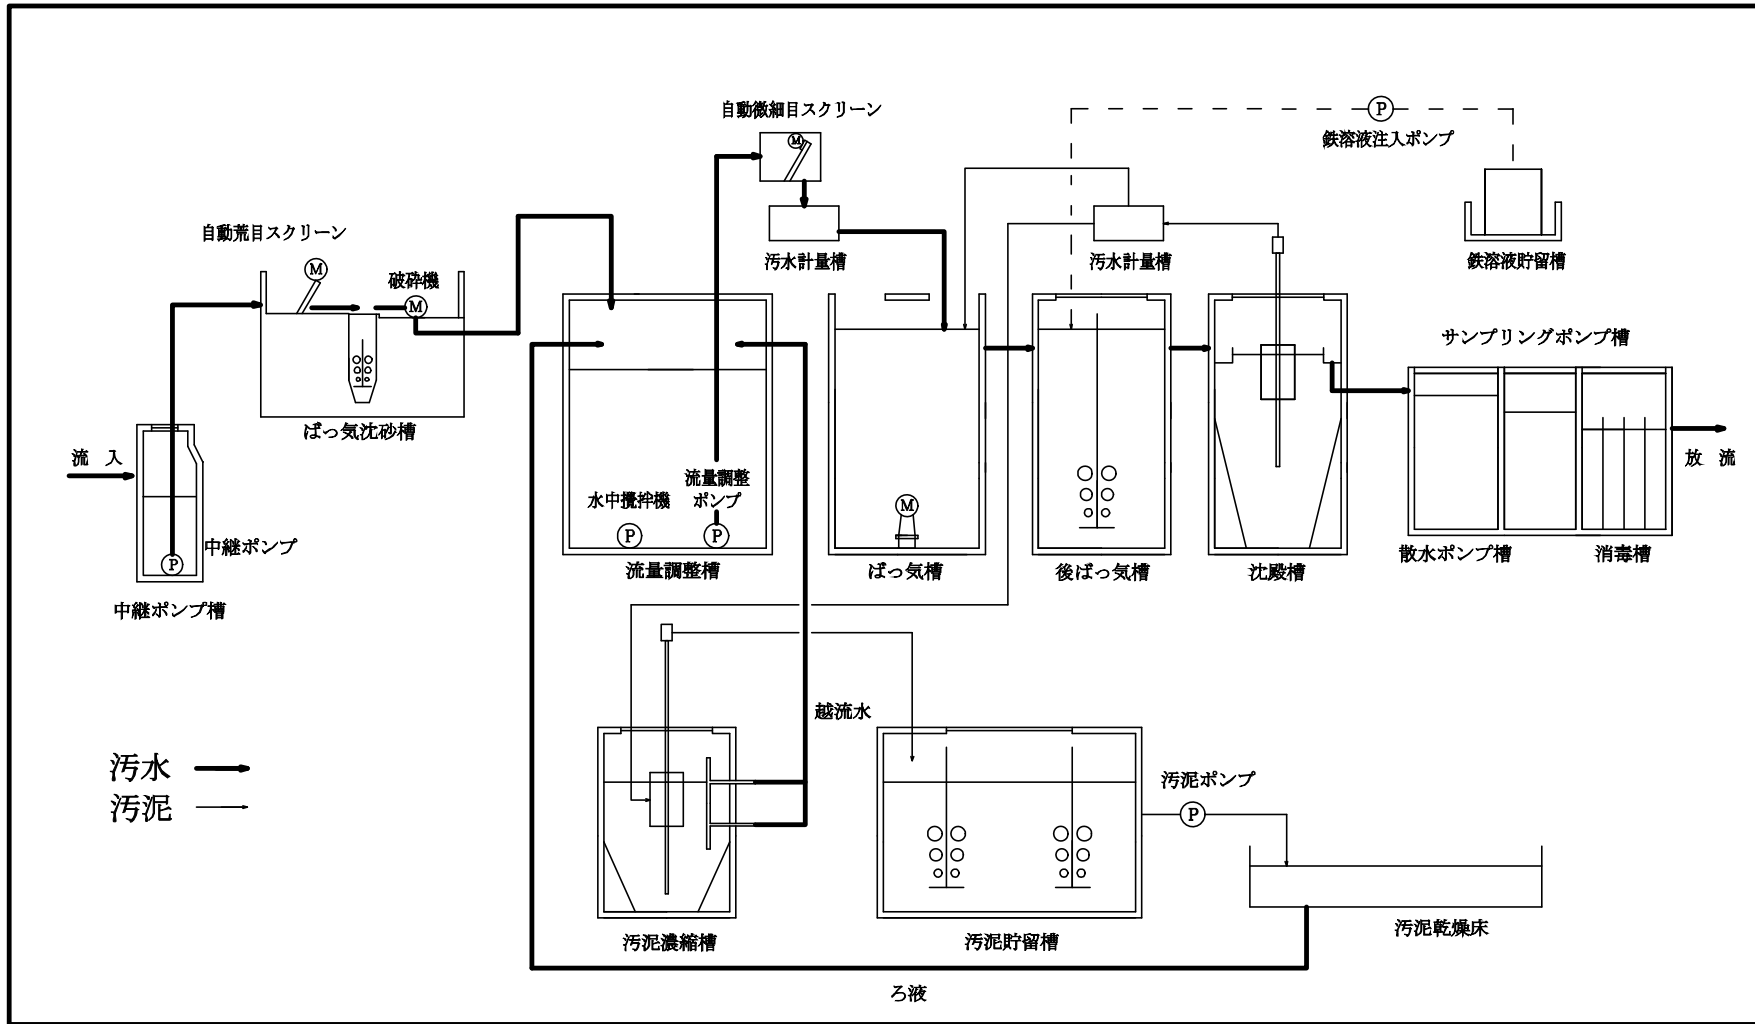 自動微細目スクリーン
M
P
鉄溶液注入ポンプ
自動荒目スクリーン
M
破砕機
M
汚水計量槽
汚水計量槽
鉄溶液貯留槽
サンプリングポンプ槽
ばっ気沈砂槽
流 入
放 流
流量調整
ポンプ
水中攪拌機
M
P
P
中継ポンプ
P
散水ポンプ槽
消毒槽
流量調整槽
ばっ気槽
後ばっ気槽
沈殿槽
中継ポンプ槽
越流水
汚水
汚泥
汚泥ポンプ
P
汚泥濃縮槽
汚泥貯留槽
汚泥乾燥床
ろ液